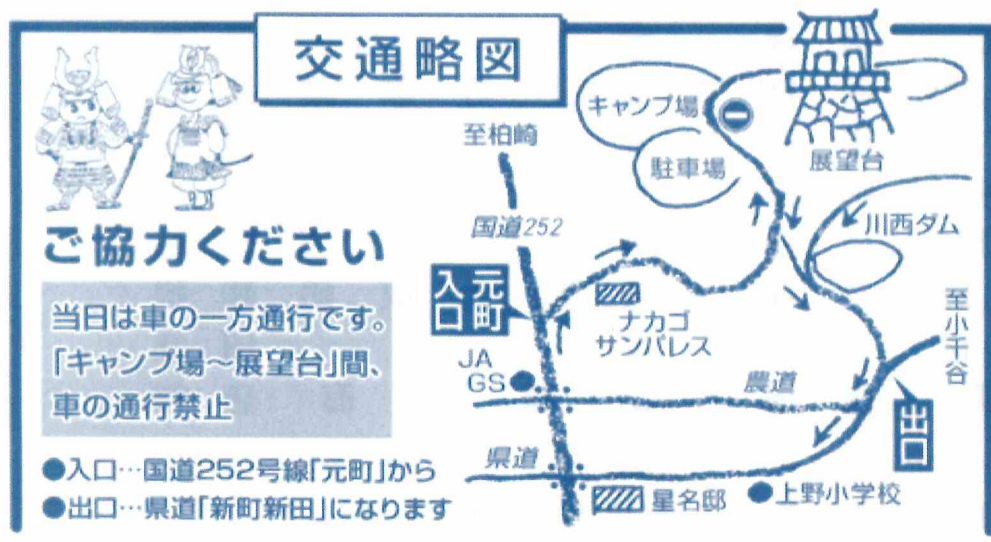 交通略図
ご協力ください
当日は車の一方通行です。
「キャンプ場～展望台」間、
車の通行禁止
●入口…国道252号線「元町」から
●出口…県道「新町新田」になります
至柏崎
国道252
元町
入口
JA
GS
県道
キャンプ場
駐車場
展望台
川西ダム
ナカゴ
サンパレス
農道
至小千谷
出口
星名邸
上野小学校